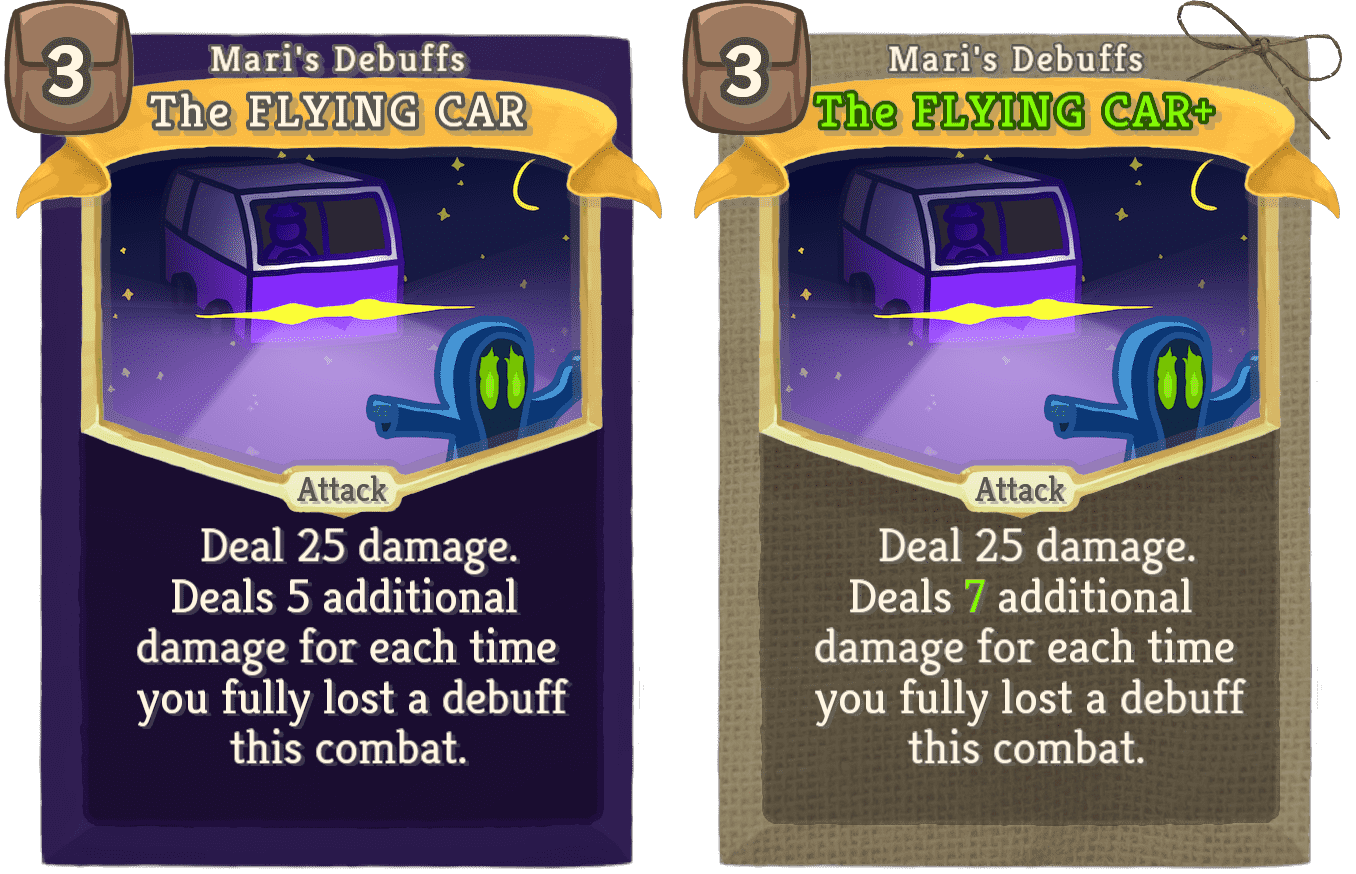 3
Mari's Debuffs
The FLYING CAR
Attack
Deal 25 damage.
Deals 5 additional
damage for each time
you fully lost a debuff
this combat.
3
Mari's Debuffs
The FLYING CAR+
Attack
Deal 25 damage.
Deals 7 additional
damage for each time
you fully lost a debuff
this combat.